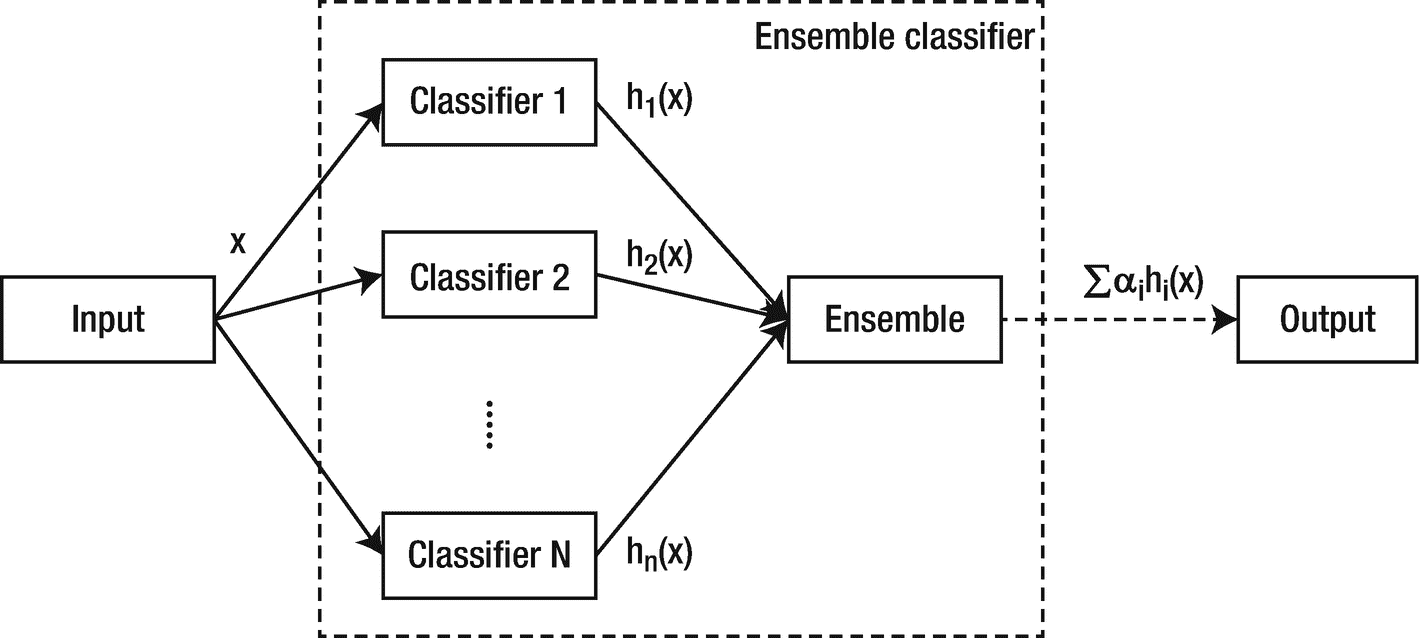 Ensemble classifier
Classifier 1
h₁(x)
x
Classifier 2
h₂(x)
Input
Ensemble
∑αᵢhᵢ(x)
Output
Classifier N
hₙ(x)